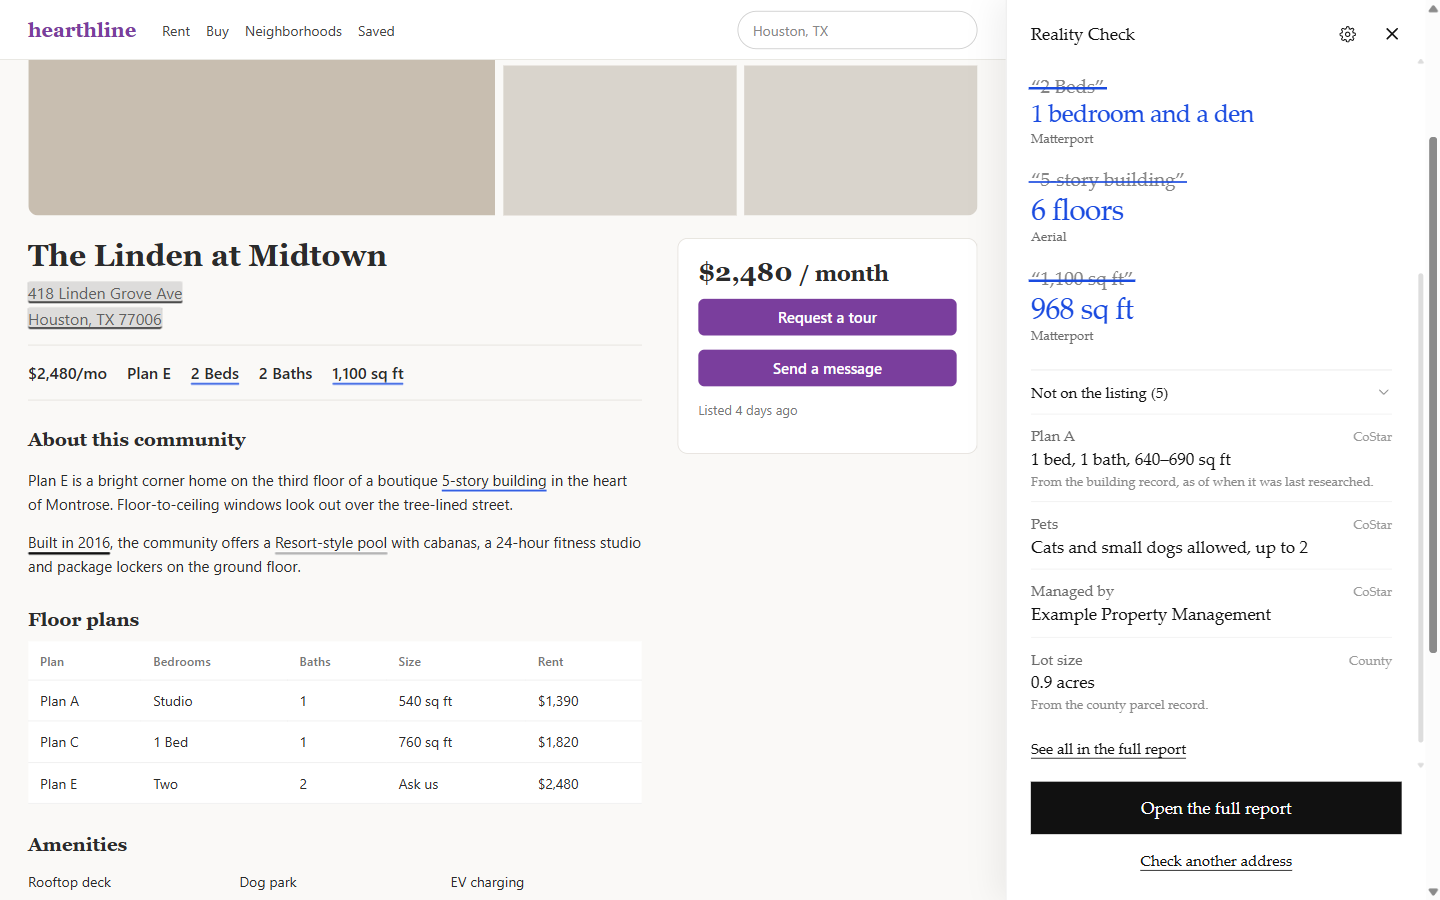 hearthline Rent Buy Neighborhoods Saved Houston, TX
The Linden at Midtown
418 Linden Grove Ave
Houston, TX 77006
$2,480/mo Plan E 2 Beds 2 Baths 1,100 sq ft
About this community
Plan E is a bright corner home on the third floor of a boutique 5-story building in the heart
of Montrose. Floor-to-ceiling windows look out over the tree-lined street.
Built in 2016, the community offers a Resort-style pool with cabanas, a 24-hour fitness studio
and package lockers on the ground floor.
Floor plans
Plan Bedrooms Baths Size Rent
Plan A Studio 1 540 sq ft $1,390
Plan C 1 Bed 1 760 sq ft $1,820
Plan E Two 2 Ask us $2,480
Amenities
Rooftop deck Dog park EV charging
$2,480 / month
Request a tour
Send a message
Listed 4 days ago
Reality Check
“2 Beds”
1 bedroom and a den
Matterport
“5-story building”
6 floors
Aerial
“1,100 sq ft”
968 sq ft
Matterport
Not on the listing (5)
Plan A CoStar
1 bed, 1 bath, 640–690 sq ft
From the building record, as of when it was last researched.
Pets CoStar
Cats and small dogs allowed, up to 2
Managed by CoStar
Example Property Management
Lot size County
0.9 acres
From the county parcel record.
See all in the full report
Open the full report
Check another address